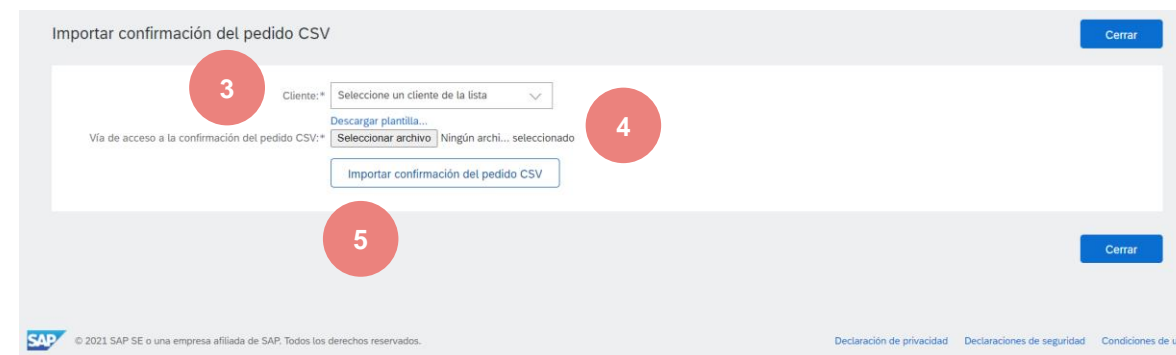 Importar confirmación del pedido CSV
Cerrar
3
Cliente:* Seleccione un cliente de la lista
Descargar plantilla...
4
Vía de acceso a la confirmación del pedido CSV:* Seleccionar archivo Ningún archi... seleccionado
Importar confirmación del pedido CSV
5
Cerrar
SAP © 2021 SAP SE o una empresa afiliada de SAP. Todos los derechos reservados. Declaración de privacidad Declaraciones de seguridad Condiciones de